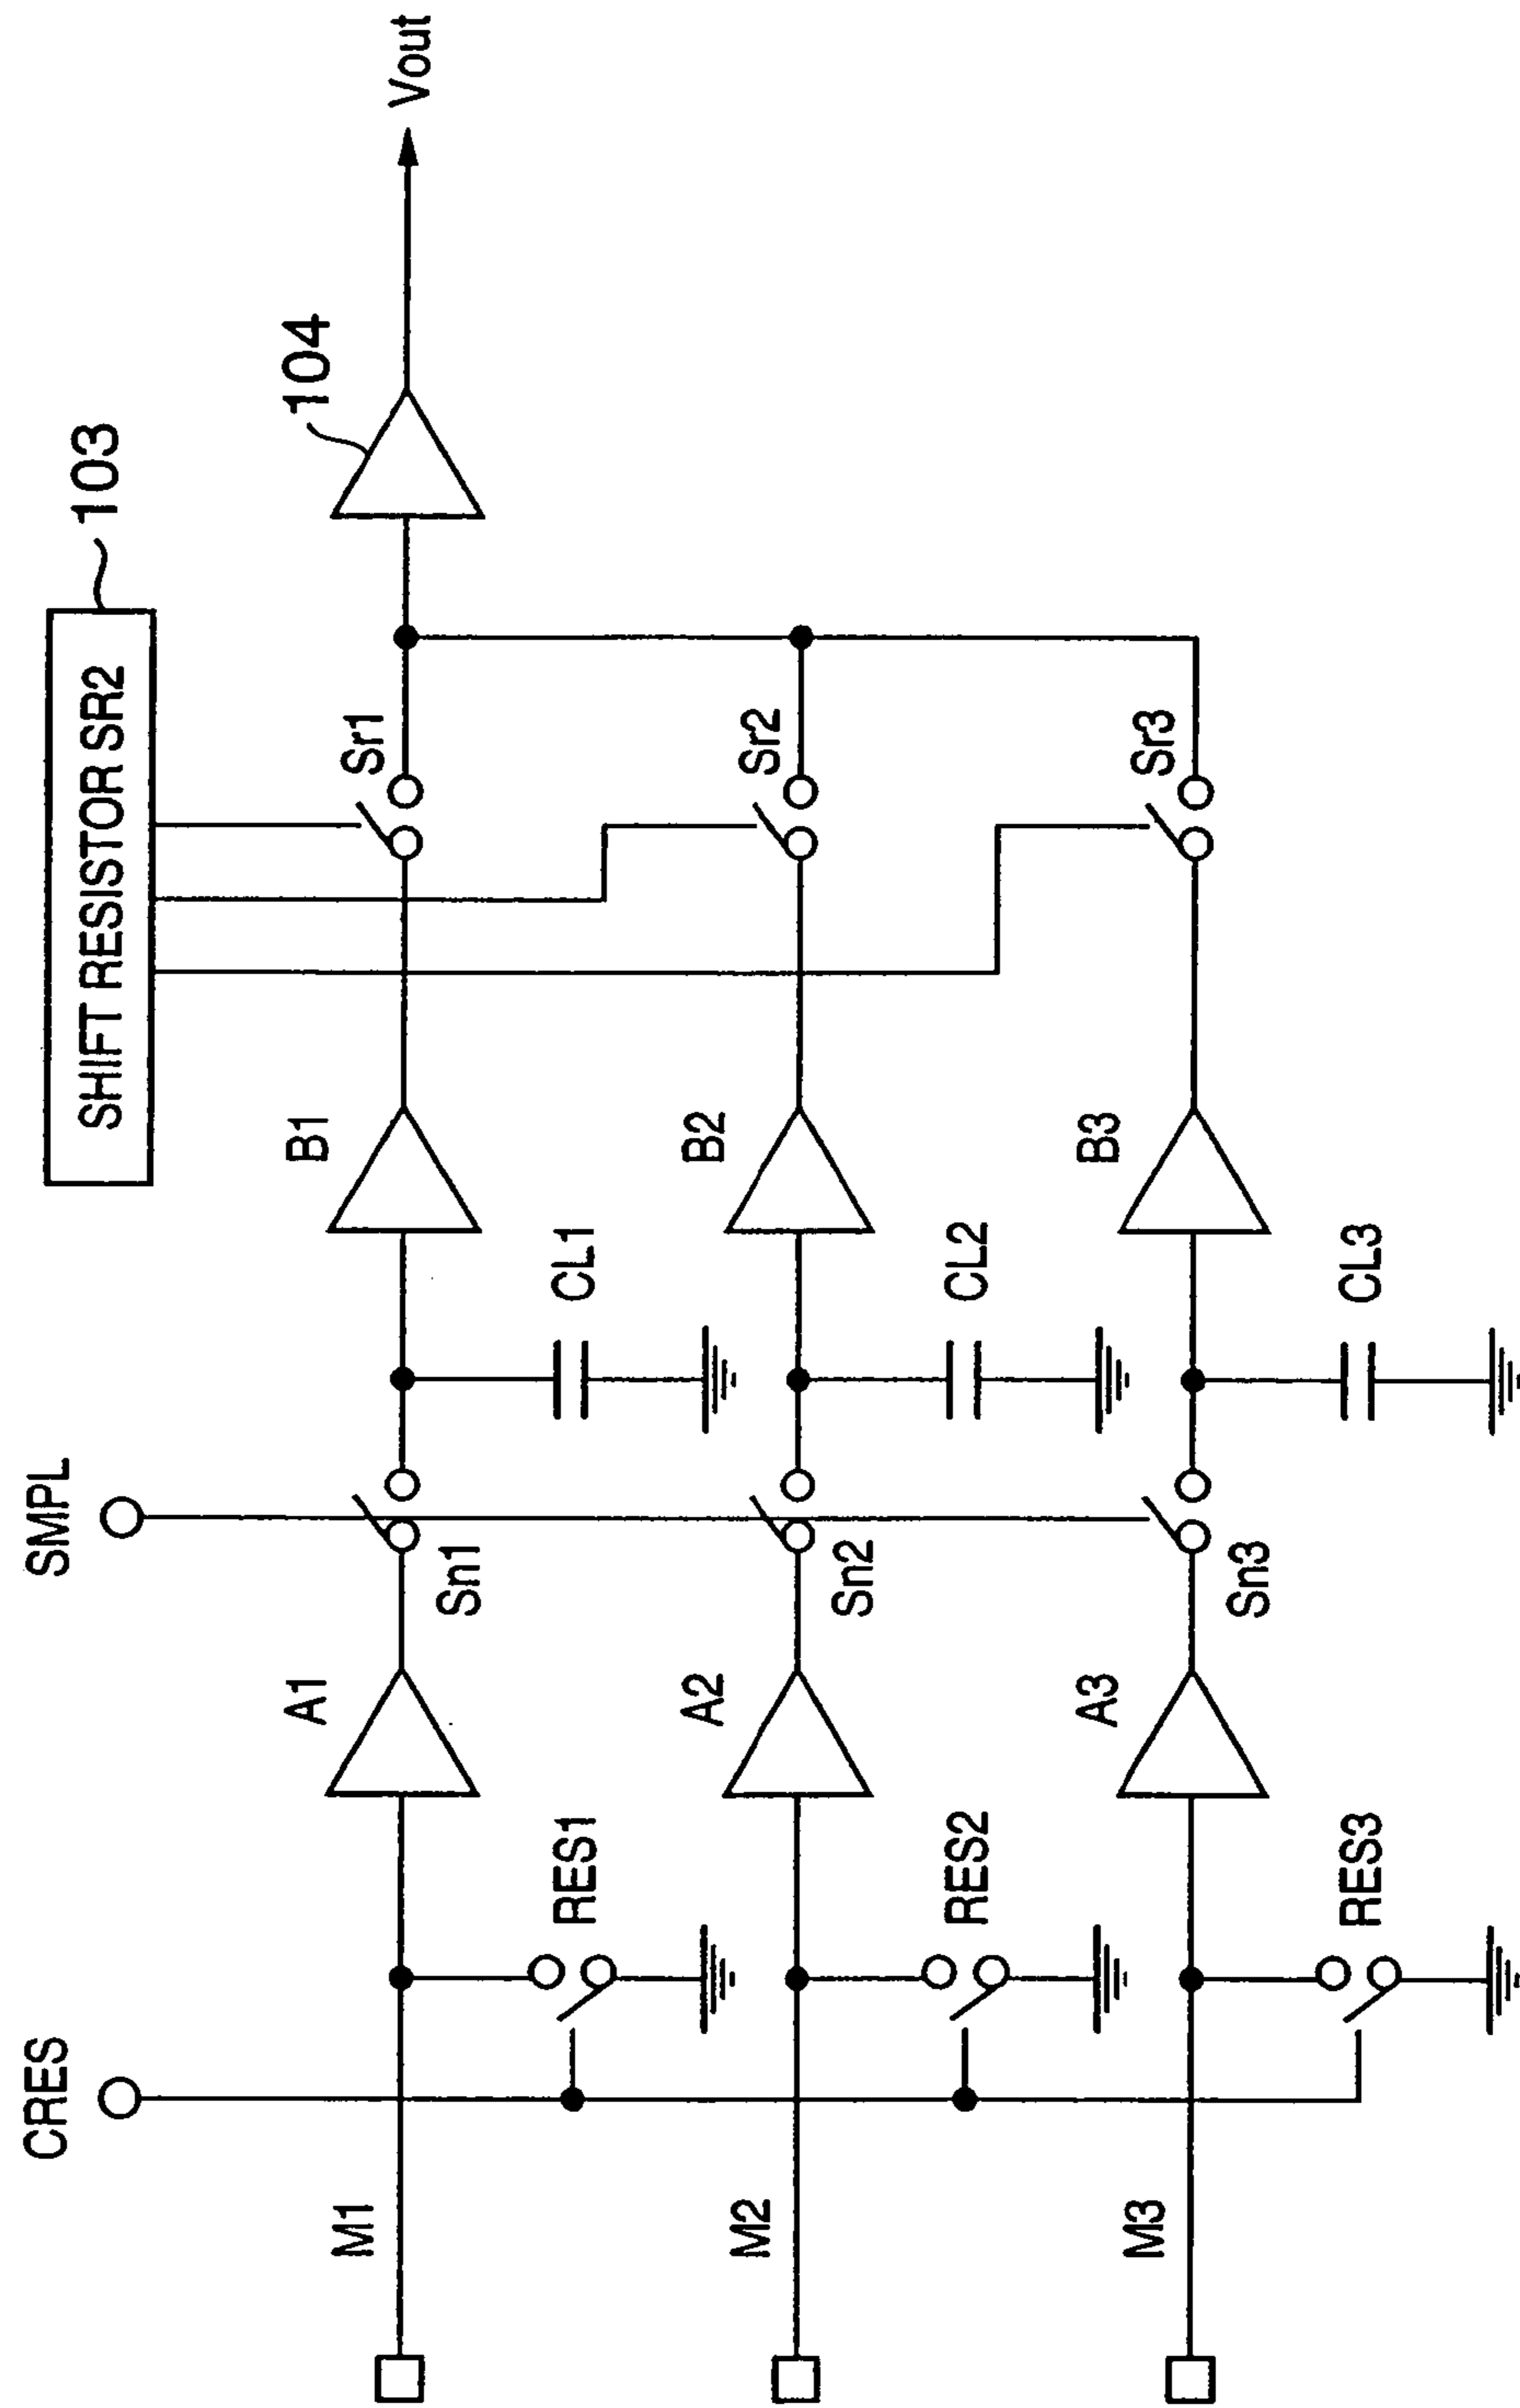 CRES
SMPL
SHIFT RESISTOR SR2
103
104
Vout
M1
RES1
A1
Sn1
CL1
B1
Sr1
M2
RES2
A2
Sn2
CL2
B2
Sr2
M3
RES3
A3
Sn3
CL3
B3
Sr3